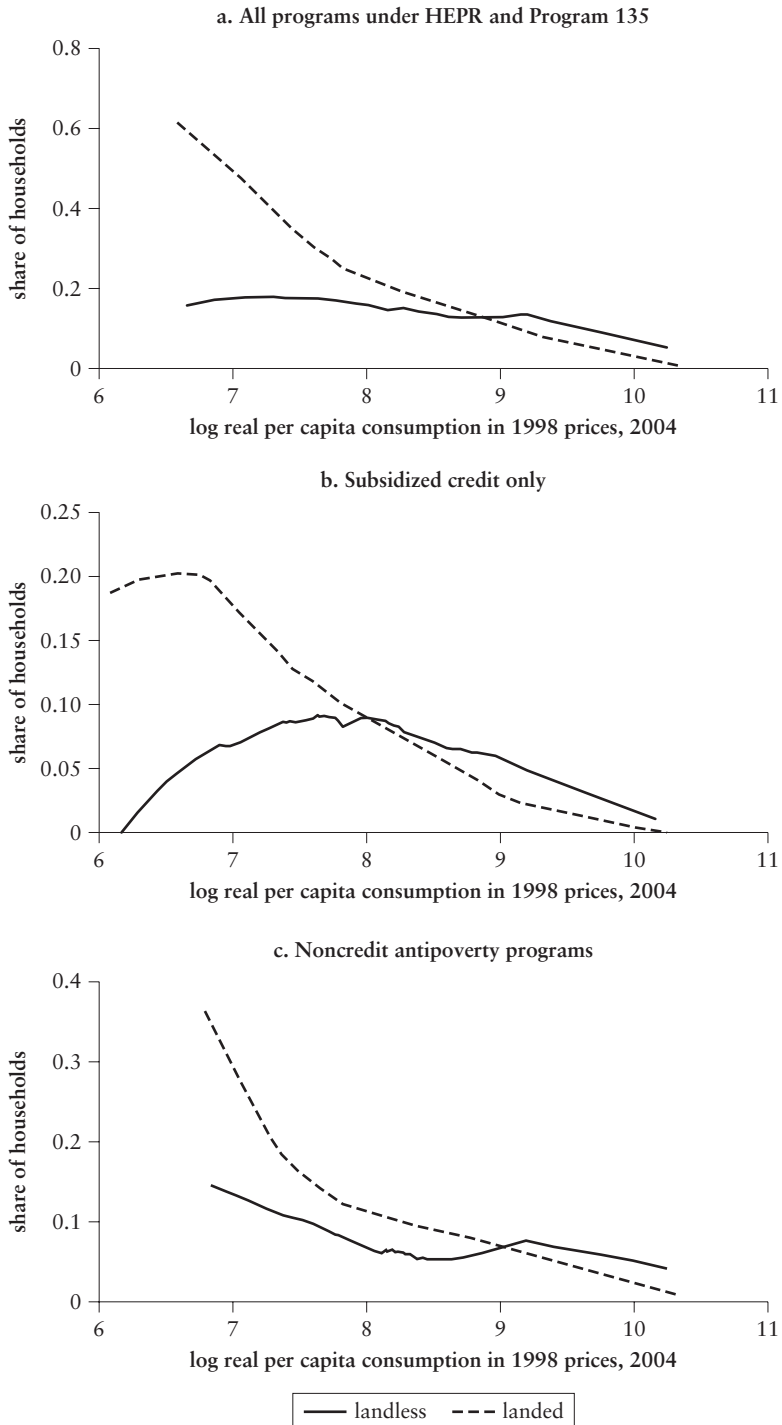 a. All programs under HEPR and Program 135
share of households
0.8
0.6
0.4
0.2
0
6 7 8 9 10 11
log real per capita consumption in 1998 prices, 2004
b. Subsidized credit only
share of households
0.25
0.20
0.15
0.10
0.05
0
6 7 8 9 10 11
log real per capita consumption in 1998 prices, 2004
c. Noncredit antipoverty programs
share of households
0.4
0.3
0.2
0.1
0
6 7 8 9 10 11
log real per capita consumption in 1998 prices, 2004
landless landed